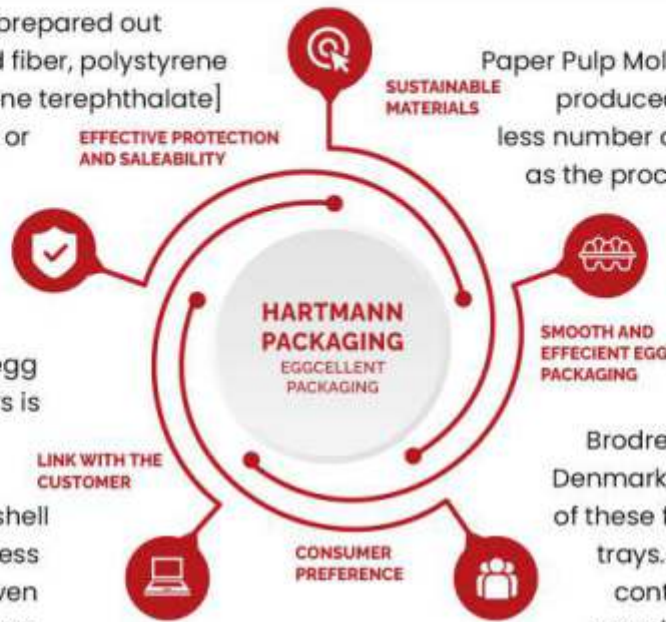 prepared out
fiber, polystyrene
ne terephthalate]
or
EFFECTIVE PROTECTION
AND SALEABILITY
SUSTAINABLE
MATERIALS
Paper Pulp Mol
produced
less number
as the proc
HARTMANN
PACKAGING
EGGCELLENT
PACKAGING
SMOOTH AND
EFFECIENT EGG
PACKAGING
egg
s is
LINK WITH THE
CUSTOMER
shell
ess
ven
CONSUMER
PREFERENCE
Brodre
Denmark
of these
trays.
cont